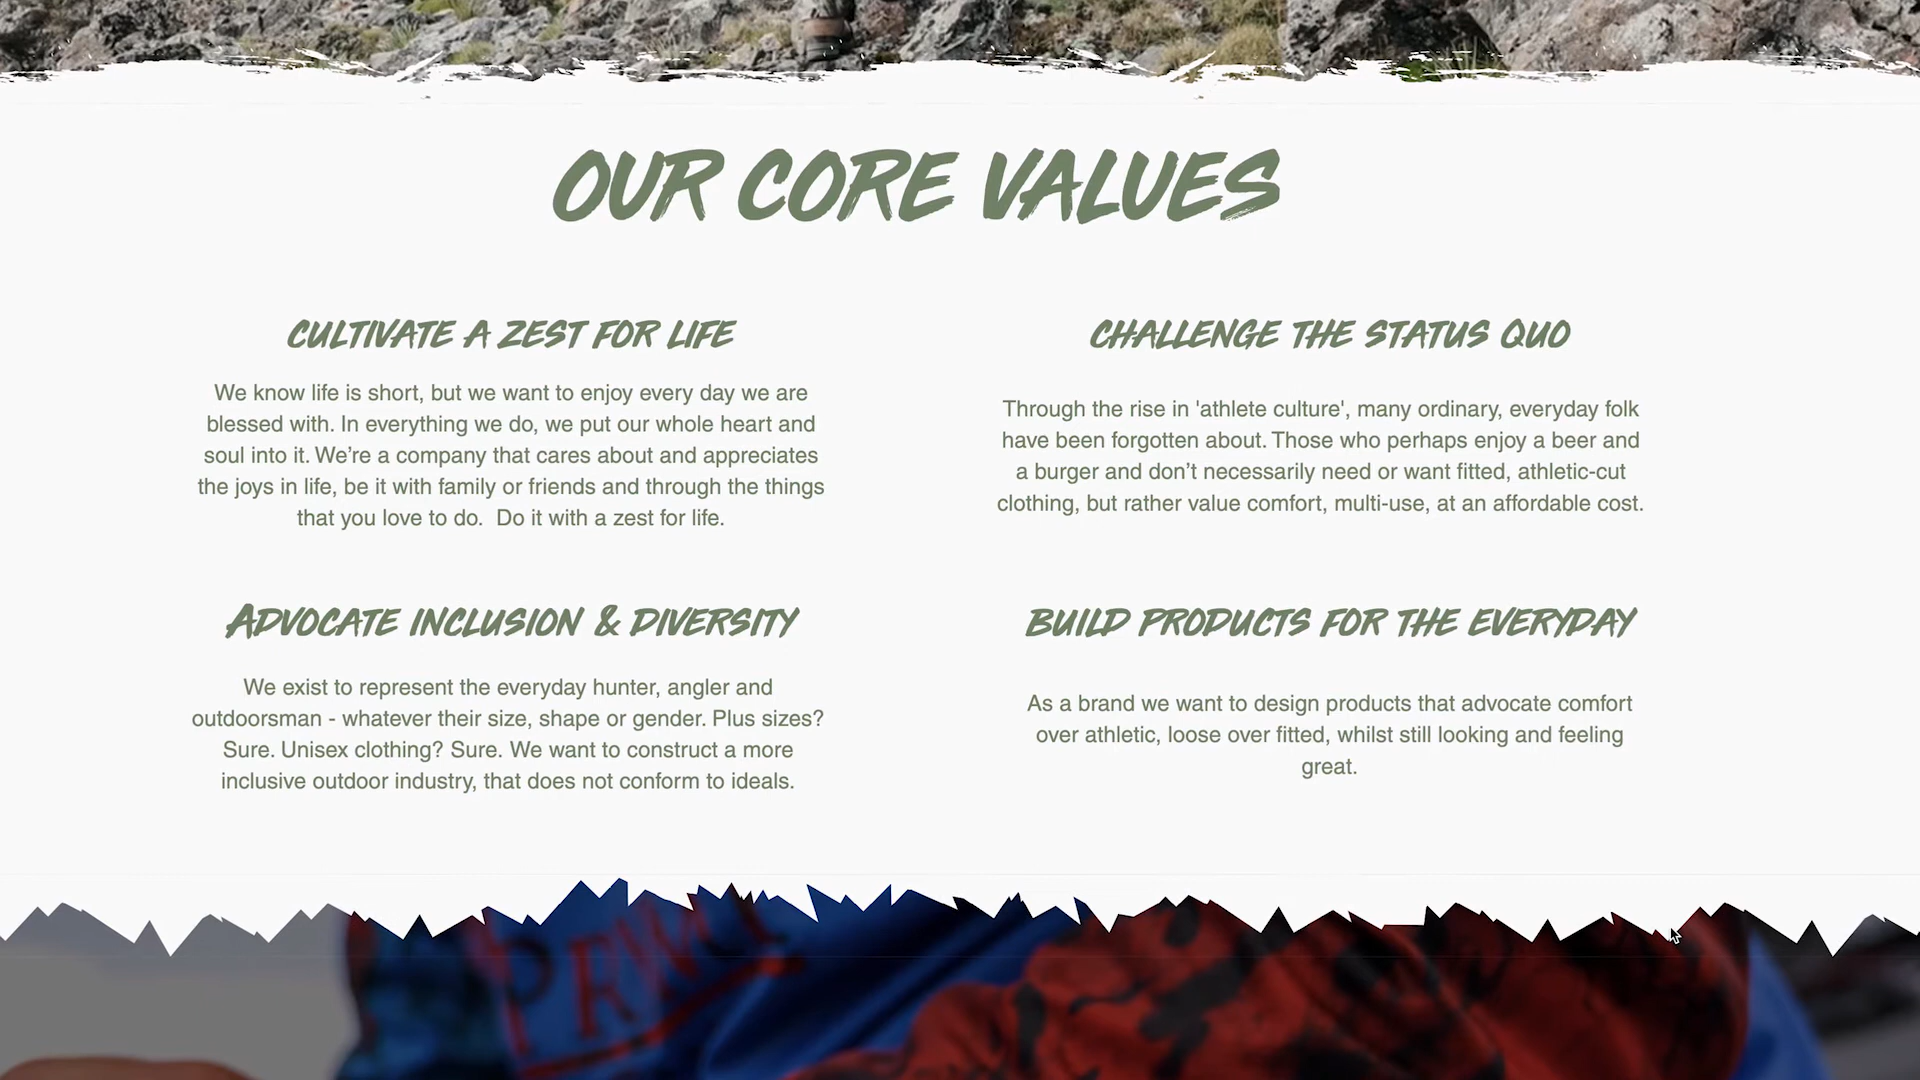 OUR CORE VALUES
CULTIVATE A ZEST FOR LIFE
We know life is short, but we want to enjoy every day we are
blessed with. In everything we do, we put our whole heart and
soul into it. We’re a company that cares about and appreciates
the joys in life, be it with family or friends and through the things
that you love to do.  Do it with a zest for life.
CHALLENGE THE STATUS QUO
Through the rise in 'athlete culture', many ordinary, everyday folk
have been forgotten about. Those who perhaps enjoy a beer and
a burger and don’t necessarily need or want fitted, athletic-cut
clothing, but rather value comfort, multi-use, at an affordable cost.
ADVOCATE INCLUSION & DIVERSITY
We exist to represent the everyday hunter, angler and
outdoorsman - whatever their size, shape or gender. Plus sizes?
Sure. Unisex clothing? Sure. We want to construct a more
inclusive outdoor industry, that does not conform to ideals.
BUILD PRODUCTS FOR THE EVERYDAY
As a brand we want to design products that advocate comfort
over athletic, loose over fitted, whilst still looking and feeling
great.